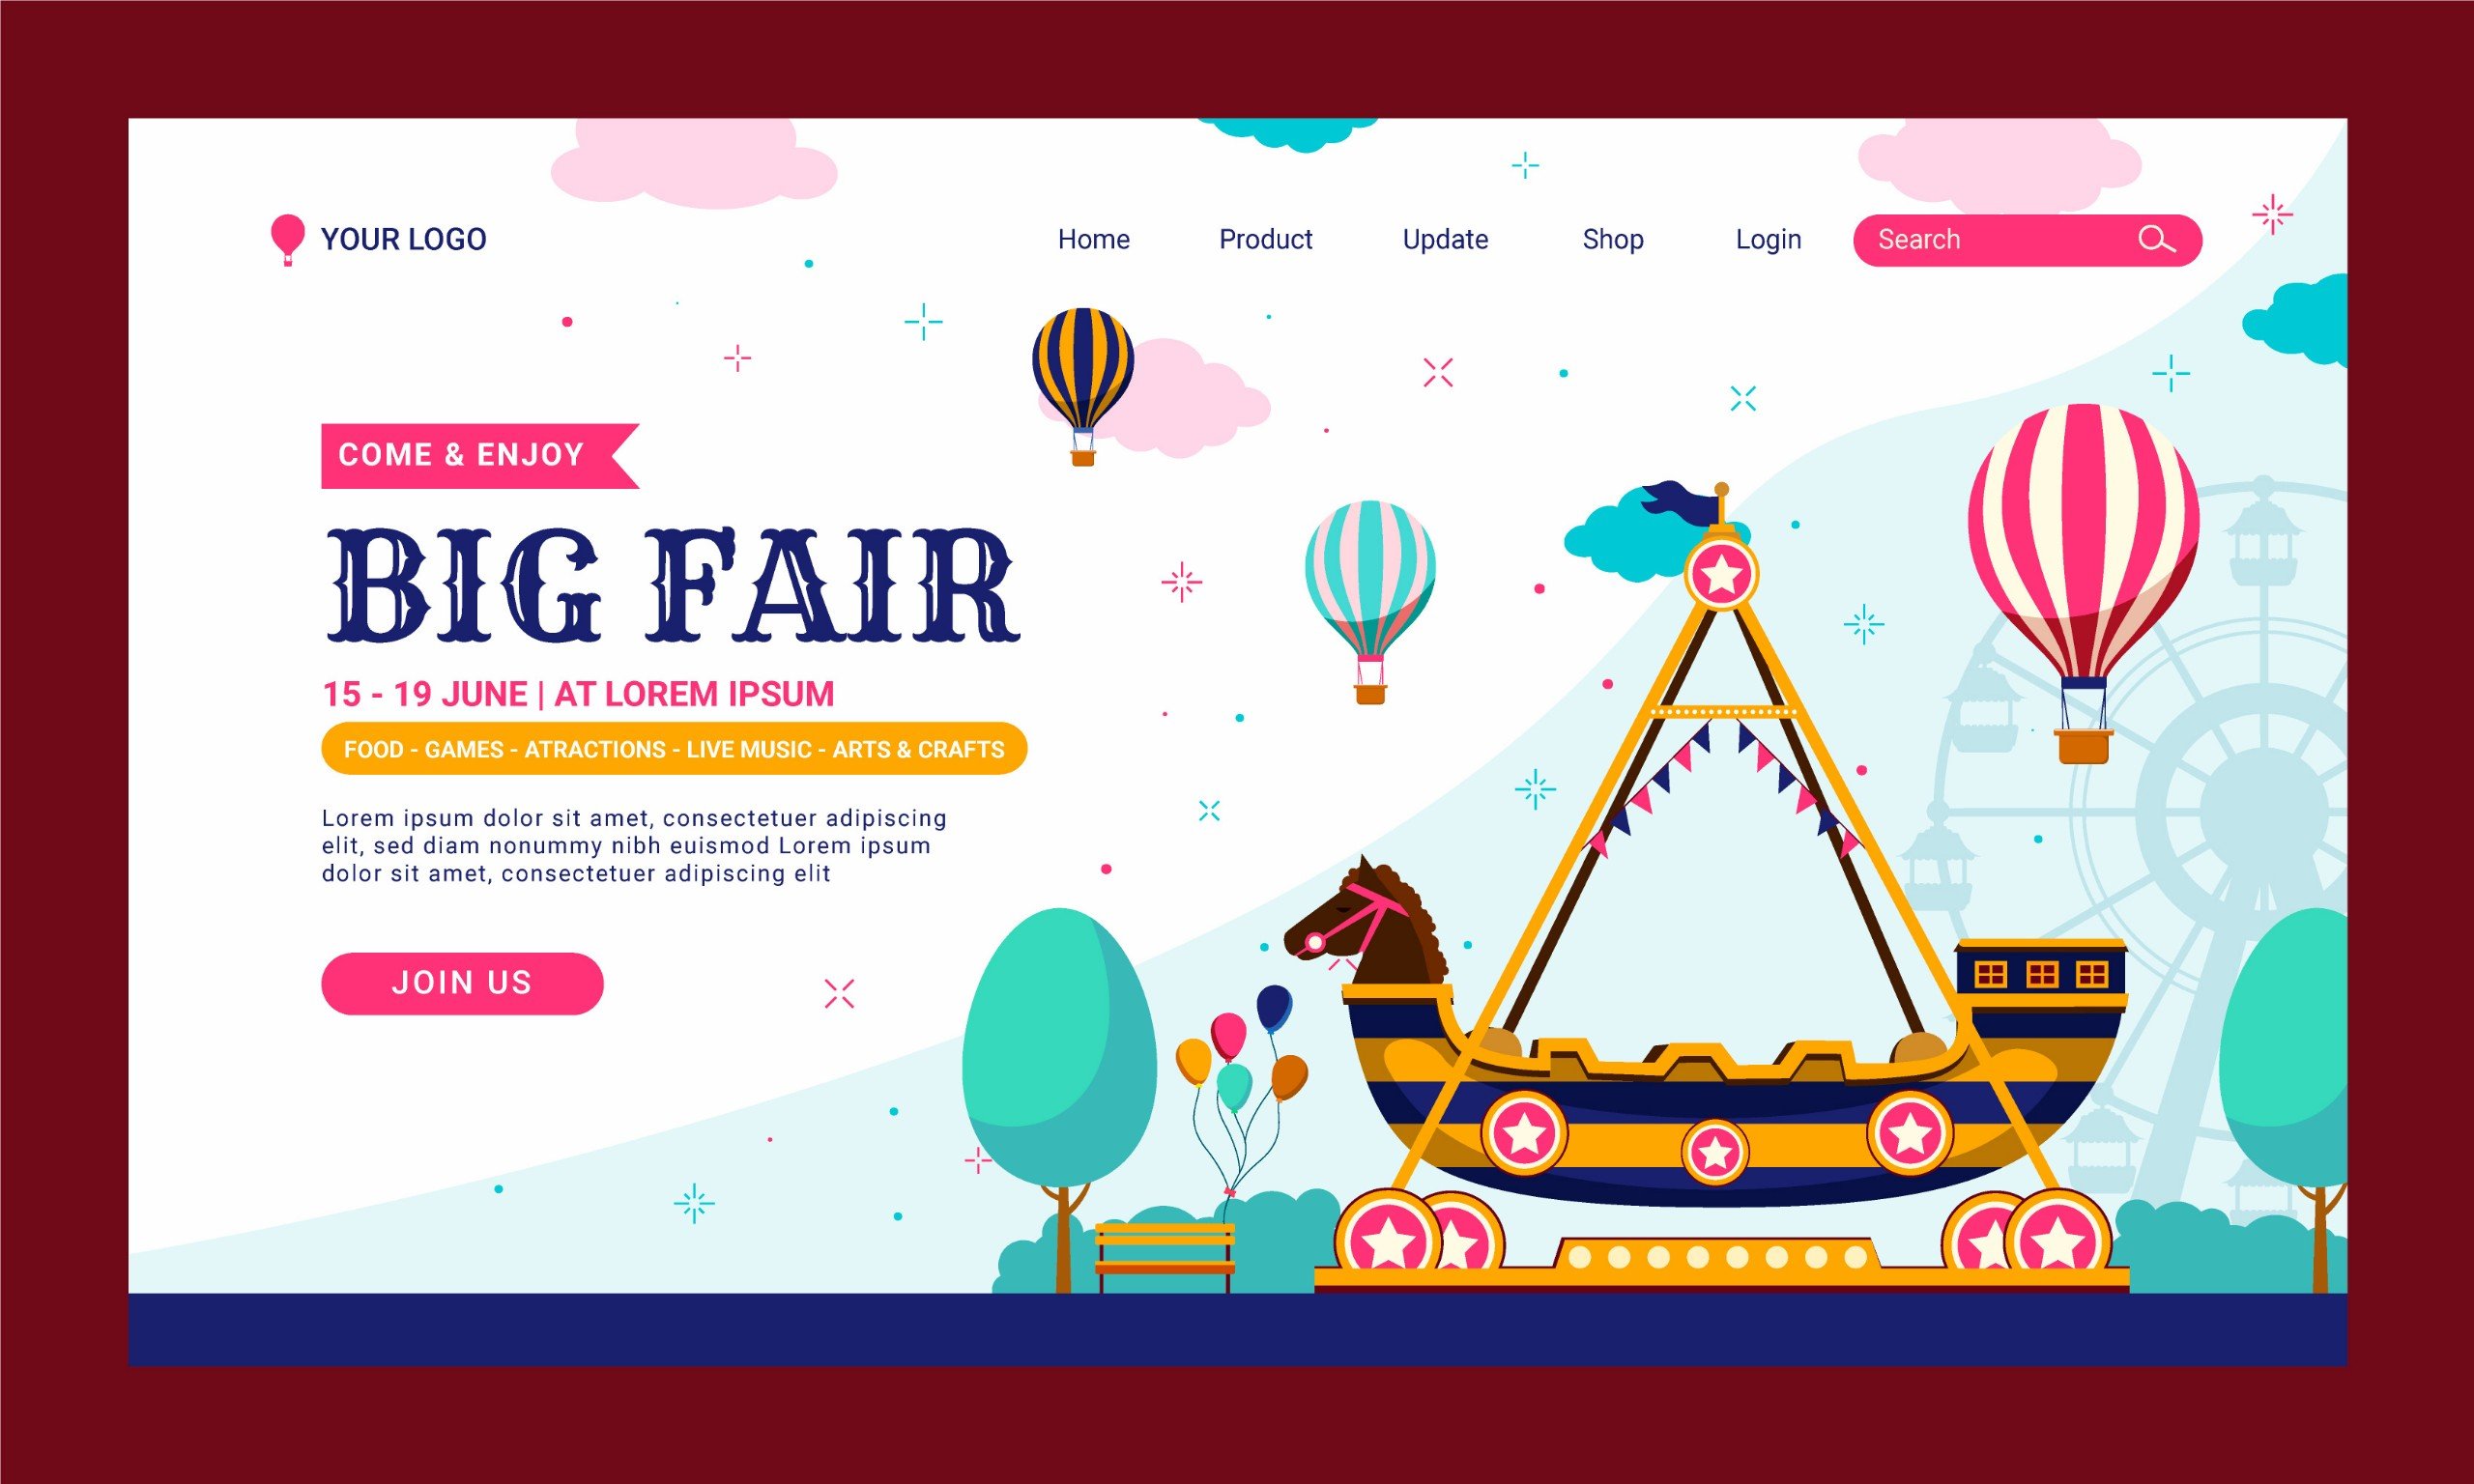 YOUR LOGO
Home Product Update Shop Login Search
COME & ENJOY
BIG FAIR
15 - 19 JUNE | AT LOREM IPSUM
FOOD - GAMES - ATRACTIONS - LIVE MUSIC - ARTS & CRAFTS
Lorem ipsum dolor sit amet, consectetuer adipiscing
elit, sed diam nonummy nibh euismod Lorem ipsum
dolor sit amet, consectetuer adipiscing elit
JOIN US